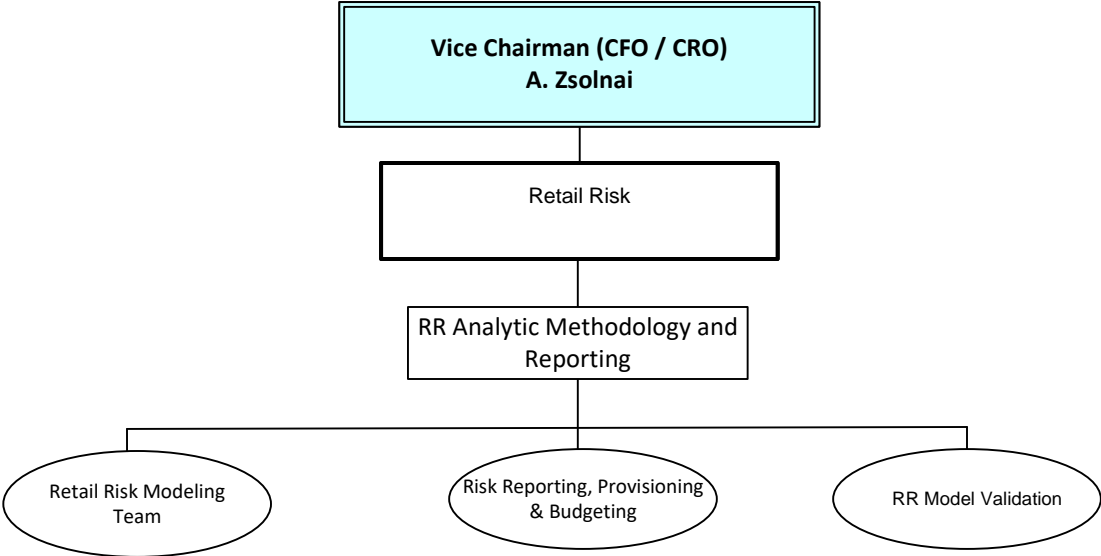 Vice Chairman (CFO / CRO)
A. Zsolnai
Retail Risk
RR Analytic Methodology and
Reporting
Retail Risk Modeling
Team
Risk Reporting, Provisioning
& Budgeting
RR Model Validation